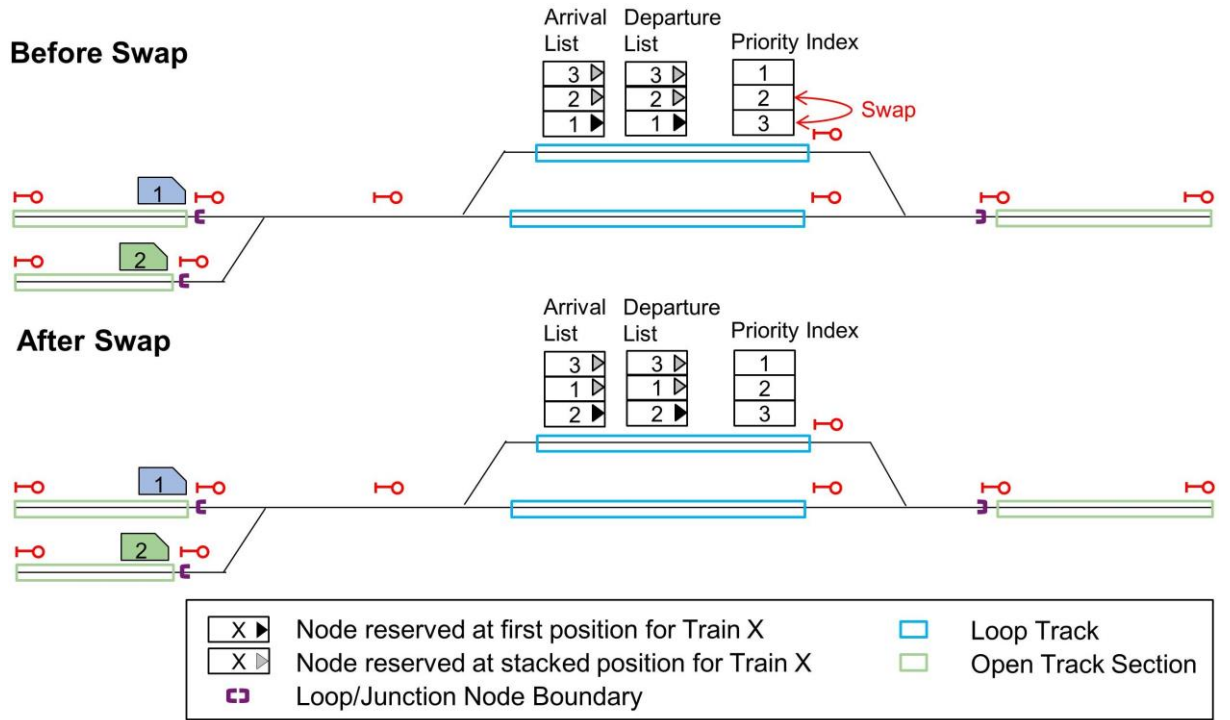 Before Swap
Arrival List
Departure List
Priority Index
3 3 1
2 2 2
1 1 3
Swap
1
2
After Swap
Arrival List
Departure List
Priority Index
3 3 1
1 1 2
2 2 3
1
2
X Node reserved at first position for Train X
X Node reserved at stacked position for Train X
Loop/Junction Node Boundary
Loop Track
Open Track Section